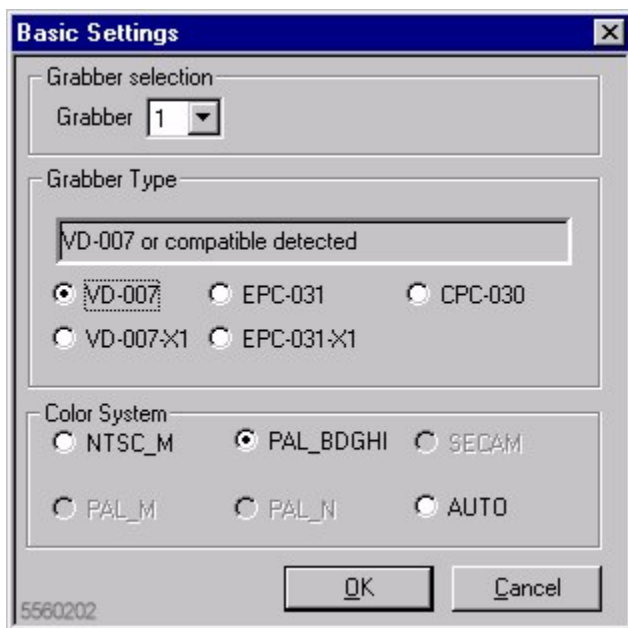 Basic Settings
Grabber selection
Grabber 1
Grabber Type
VD-007 or compatible detected
VD-007 EPC-031 CPC-030
VD-007-X1 EPC-031-X1
Color System
NTSC_M PAL_BDGHI SECAM
PAL_M PAL_N AUTO
OK Cancel
5560202